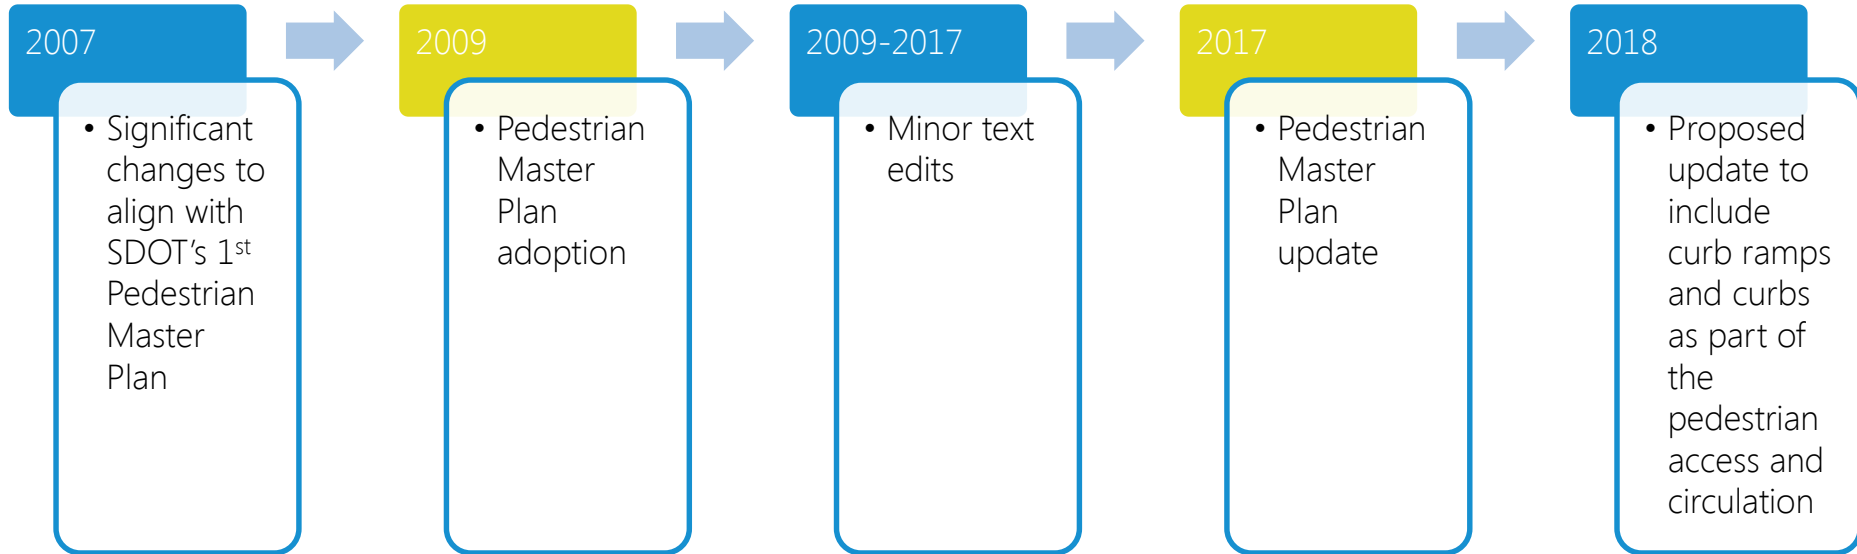 2007
• Significant
changes to
align with
SDOT’s 1st
Pedestrian
Master
Plan
2009
• Pedestrian
Master
Plan
adoption
2009-2017
• Minor text
edits
2017
• Pedestrian
Master
Plan
update
2018
• Proposed
update to
include
curb ramps
and curbs
as part of
the
pedestrian
access and
circulation